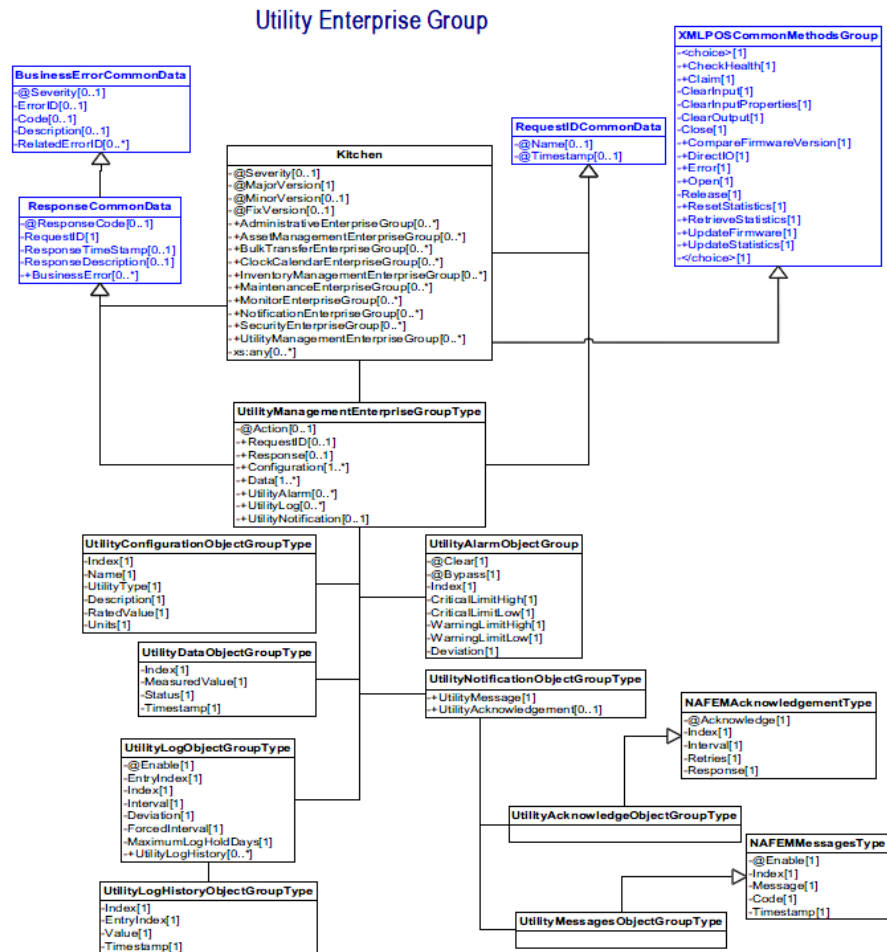 Utility Enterprise Group
BusinessErrorCommonData
-@Severity[0..1]
-ErrorID[0..1]
-Code[0..1]
-Description[0..1]
-RelatedErrorID[0..*]
ResponseCommonData
-@ResponseCode[0..1]
-RequestID[1]
-ResponseTimeStamp[0..1]
-ResponseDescription[0..1]
-+BusinessError[0..*]
Kitchen
-@Severity[0..1]
-@MajorVersion[1]
-@MinorVersion[0..1]
-@FixVersion[0..1]
-+AdministrativeEnterpriseGroup[0..*]
-+AssetManagementEnterpriseGroup[0..*]
-+BulkTransferEnterpriseGroup[0..*]
-+ClockCalendarEnterpriseGroup[0..*]
-+InventoryManagementEnterpriseGroup[0..*]
-+MaintenanceEnterpriseGroup[0..*]
-+MonitorEnterpriseGroup[0..*]
-+NotificationEnterpriseGroup[0..*]
-+SecurityEnterpriseGroup[0..*]
-+UtilityManagementEnterpriseGroup[0..*]
-xs:any[0..*]
RequestIDCommonData
-@Name[0..1]
-@Timestamp[0..1]
XMLPOSCommonMethodsGroup
-<choice>[1]
-+CheckHealth[1]
-+Claim[1]
-ClearInput[1]
-ClearInputProperties[1]
-ClearOutput[1]
-Close[1]
-+CompareFirmwareVersion[1]
-+DirectIO[1]
-+Error[1]
-+Open[1]
-Release[1]
-+ResetStatistics[1]
-+RetrieveStatistics[1]
-+UpdateFirmware[1]
-+UpdateStatistics[1]
-</choice>[1]
UtilityManagementEnterpriseGroupType
-@Action[0..1]
-+RequestID[0..1]
-+Response[0..1]
-+Configuration[1..*]
-+Data[1..*]
-+UtilityAlarm[0..*]
-+UtilityLog[0..*]
-+UtilityNotification[0..1]
UtilityConfigurationObjectGroupType
-Index[1]
-Name[1]
-UtilityType[1]
-Description[1]
-RatedValue[1]
-Units[1]
UtilityAlarmObjectGroup
-@Clear[1]
-@Bypass[1]
-Index[1]
-CriticalLimitHigh[1]
-CriticalLimitLow[1]
-WarningLimitHigh[1]
-WarningLimitLow[1]
-Deviation[1]
UtilityDataObjectGroupType
-Index[1]
-MeasuredValue[1]
-Status[1]
-Timestamp[1]
UtilityNotificationObjectGroupType
-+UtilityMessage[1]
-+UtilityAcknowledgement[0..1]
NAFEMAcknowledgementType
-@Acknowledge[1]
-Index[1]
-Interval[1]
-Retries[1]
-Response[1]
UtilityLogObjectGroupType
-@Enable[1]
-EntryIndex[1]
-Index[1]
-Interval[1]
-Deviation[1]
-ForcedInterval[1]
-MaximumLogHoldDays[1]
-+UtilityLogHistory[0..*]
UtilityAcknowledgeObjectGroupType
NAFEMMessagesType
-@Enable[1]
-Index[1]
-Message[1]
-Code[1]
-Timestamp[1]
UtilityLogHistoryObjectGroupType
-Index[1]
-EntryIndex[1]
-Value[1]
-Timestamp[1]
UtilityMessagesObjectGroupType